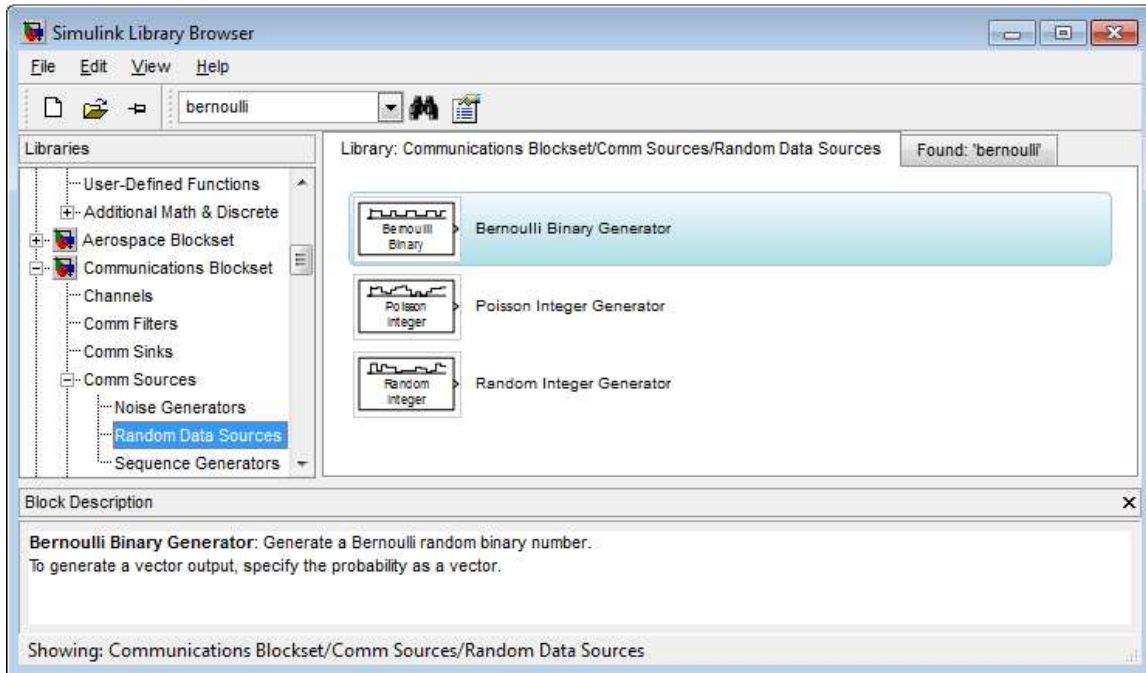 Simulink Library Browser
File Edit View Help
bernoulli
Libraries
Library: Communications Blockset/Comm Sources/Random Data Sources
Found: 'bernoulli'
User-Defined Functions
Additional Math & Discrete
Aerospace Blockset
Communications Blockset
Channels
Comm Filters
Comm Sinks
Comm Sources
Noise Generators
Random Data Sources
Sequence Generators
Bernoulli
Binary
Bernoulli Binary Generator
Poisson
Integer
Poisson Integer Generator
Random
Integer
Random Integer Generator
Block Description
Bernoulli Binary Generator: Generate a Bernoulli random binary number.
To generate a vector output, specify the probability as a vector.
Showing: Communications Blockset/Comm Sources/Random Data Sources